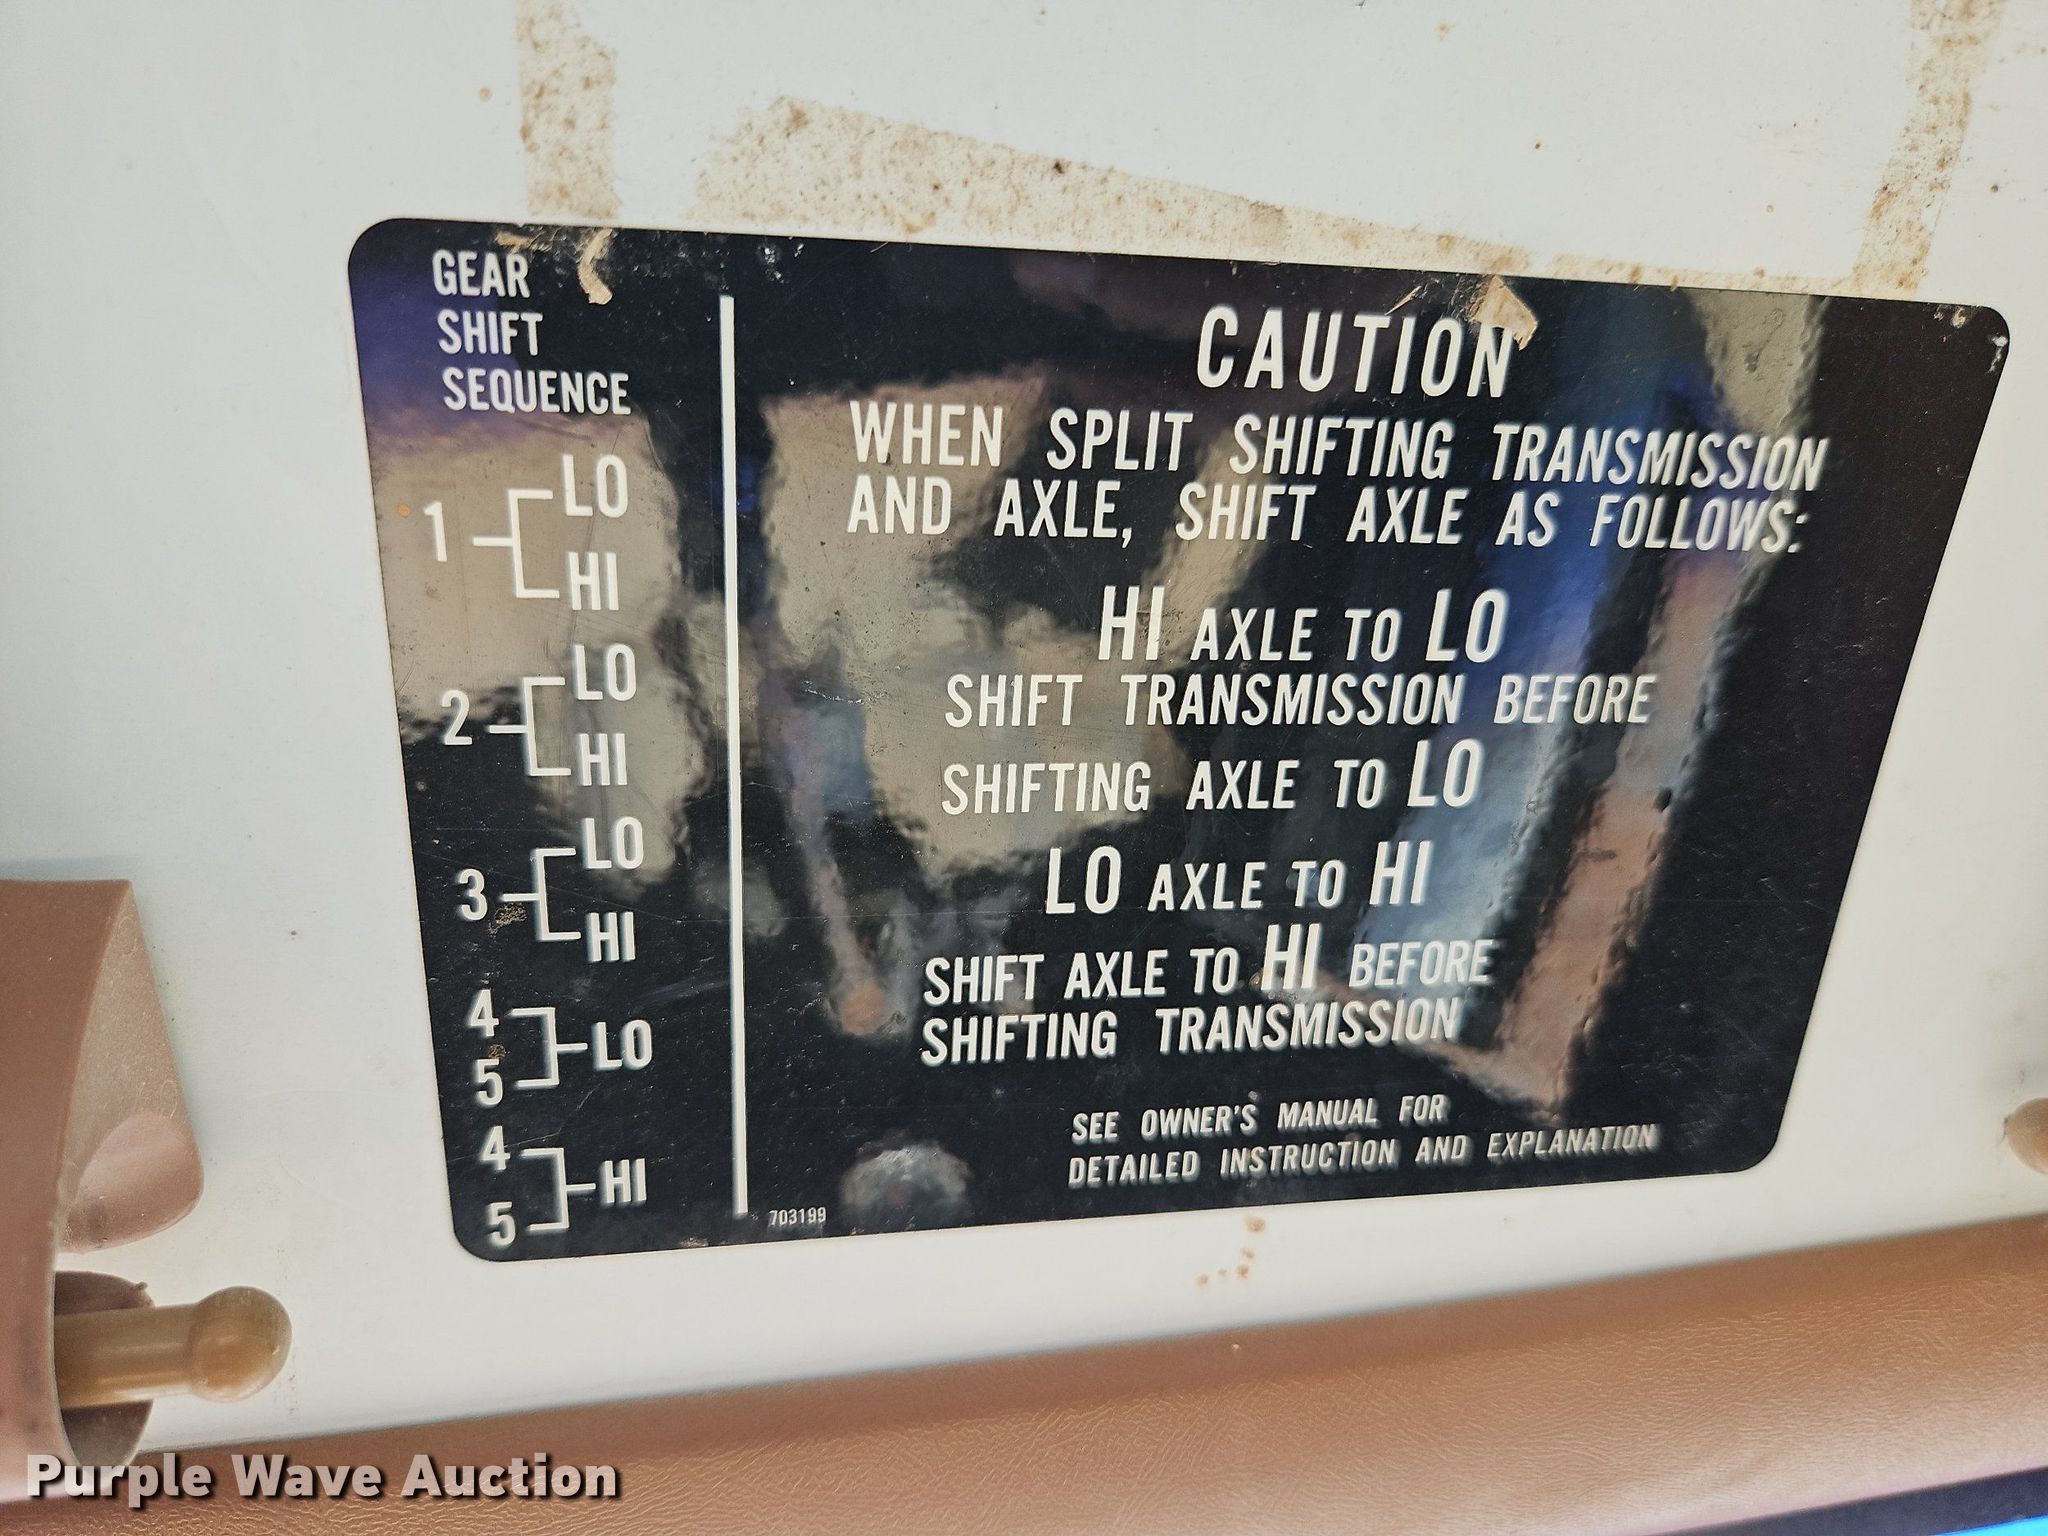 GEAR
SHIFT
SEQUENCE
1 LO
HI
2 LO
HI
3 LO
HI
4
5 LO
4
5 HI
CAUTION
WHEN SPLIT SHIFTING TRANSMISSION
AND AXLE, SHIFT AXLE AS FOLLOWS:
HI AXLE TO LO
SHIFT TRANSMISSION BEFORE
SHIFTING AXLE TO LO
LO AXLE TO HI
SHIFT AXLE TO HI BEFORE
SHIFTING TRANSMISSION
SEE OWNER'S MANUAL FOR
DETAILED INSTRUCTION AND EXPLANATION
703199
Purple Wave Auction